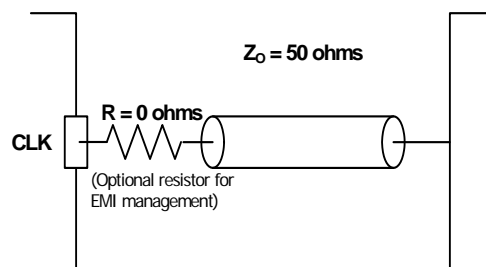 Z_O = 50 ohms
R = 0 ohms
CLK
(Optional resistor for
EMI management)